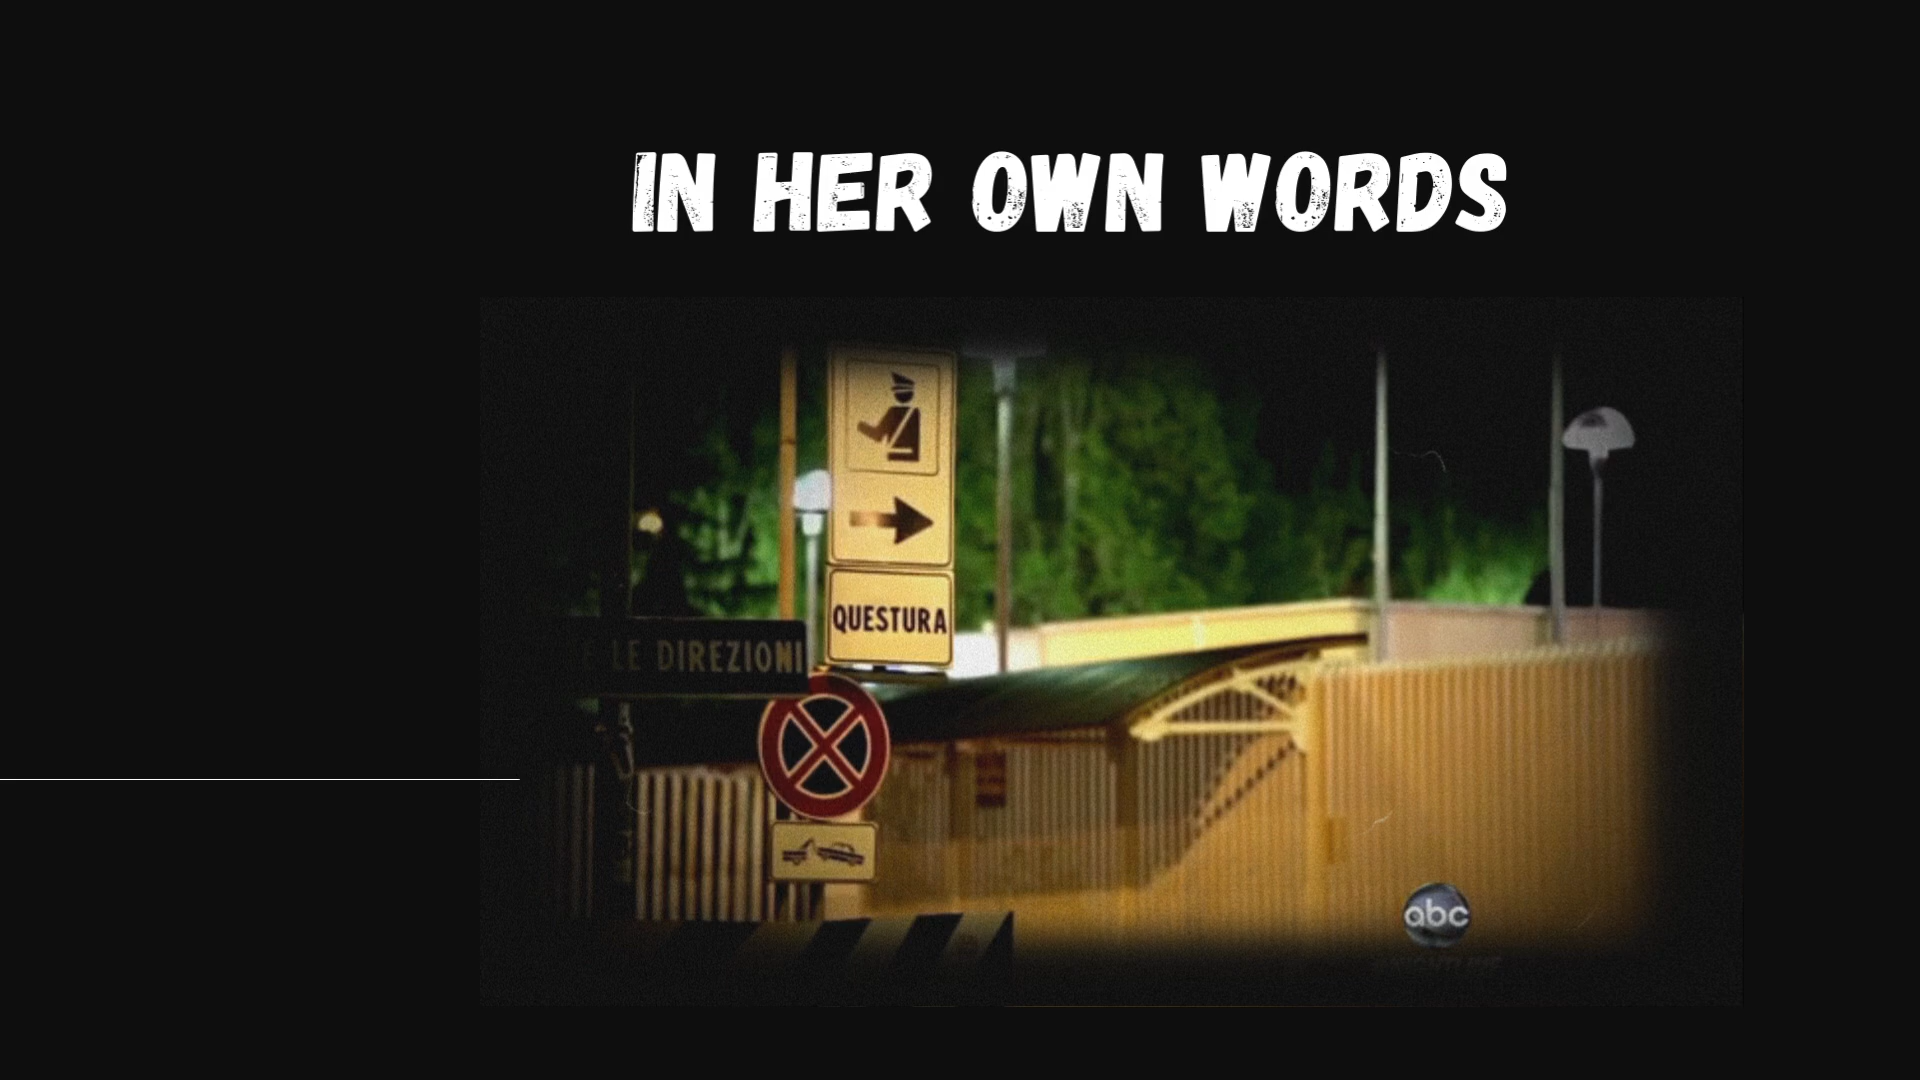 IN HER OWN WORDS
QUESTURA
E LE DIREZIONI
abc